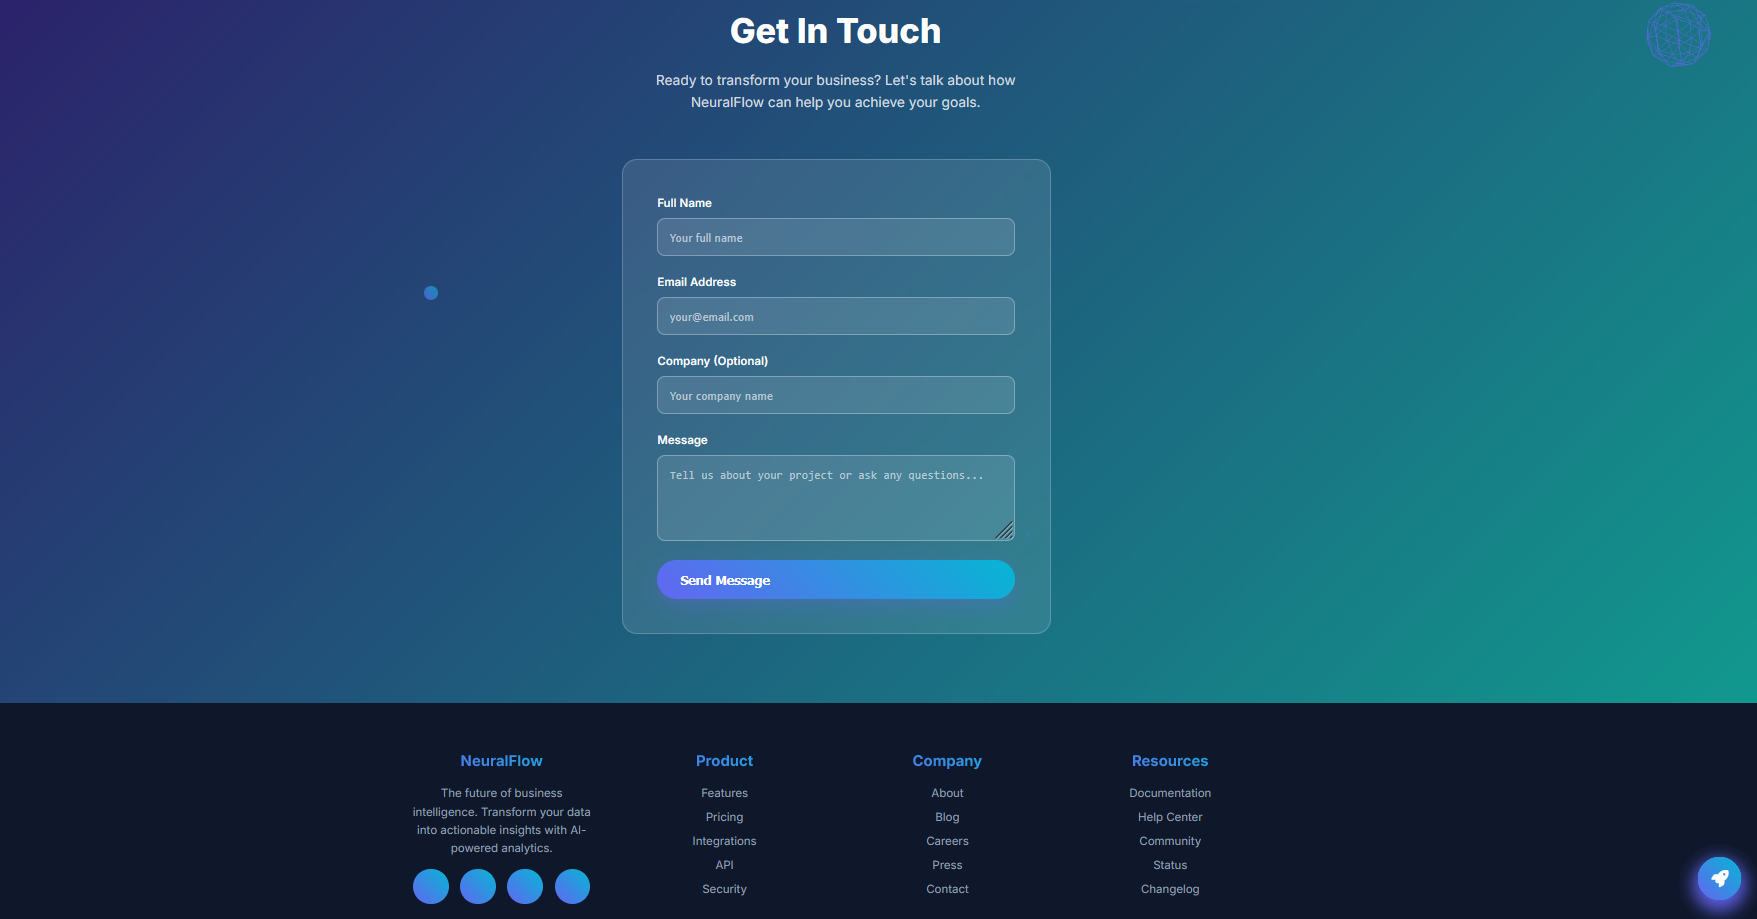 Get In Touch
Ready to transform your business? Let's talk about how
NeuralFlow can help you achieve your goals.
Full Name
Your full name
Email Address
your@email.com
Company (Optional)
Your company name
Message
Tell us about your project or ask any questions...
Send Message
NeuralFlow
The future of business
intelligence. Transform your data
into actionable insights with AI-
powered analytics.
Product
Features
Pricing
Integrations
API
Security
Company
About
Blog
Careers
Press
Contact
Resources
Documentation
Help Center
Community
Status
Changelog